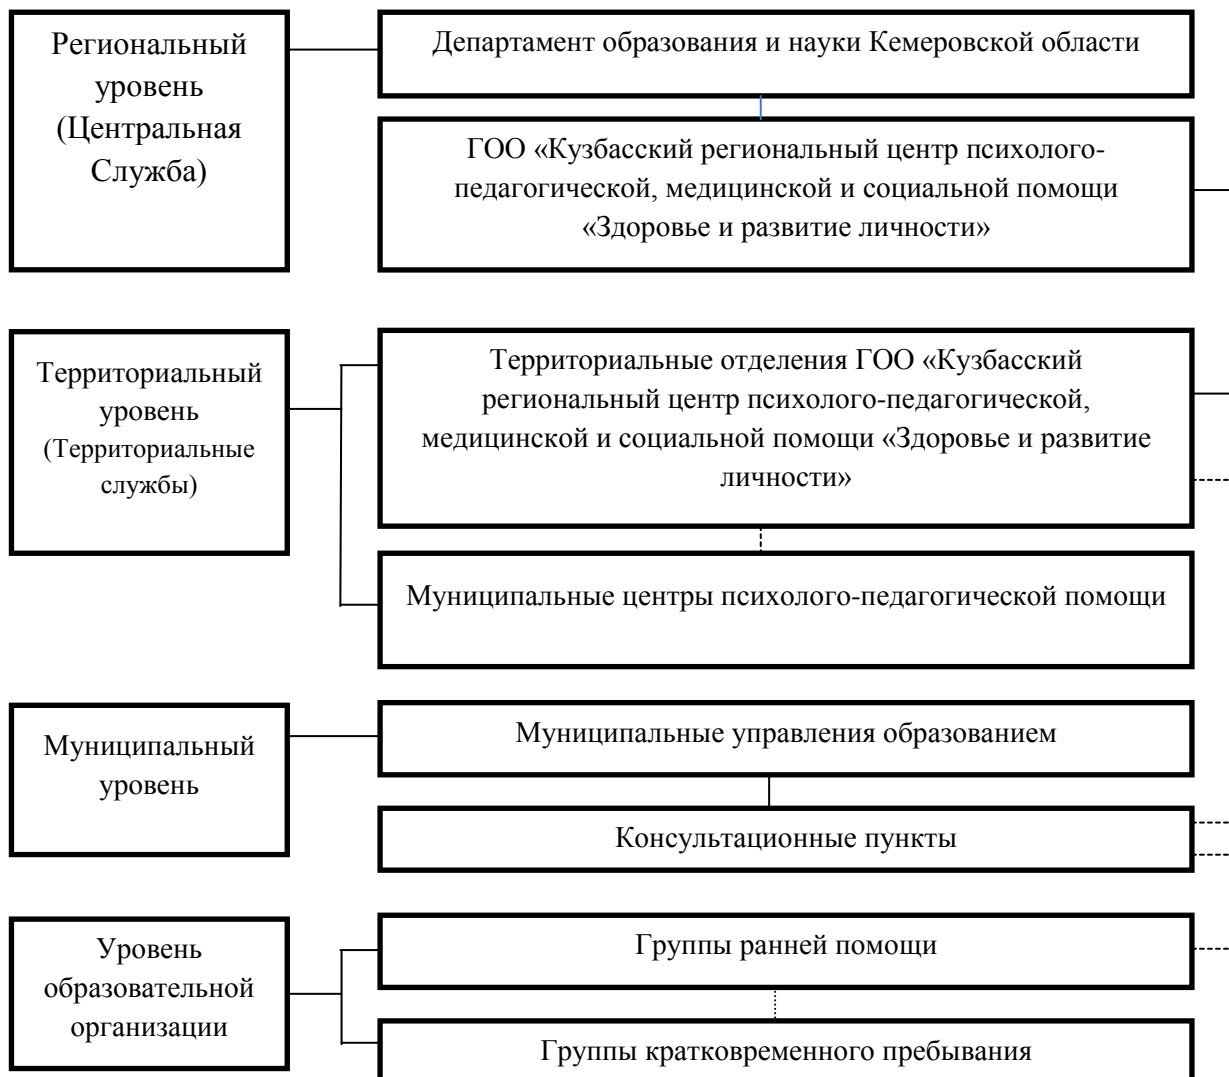 Региональный
уровень
(Центральная
Служба)
Департамент образования и науки Кемеровской области
ГОО «Кузбасский региональный центр психолого-
педагогической, медицинской и социальной помощи
«Здоровье и развитие личности»
Территориальный
уровень
(Территориальные
службы)
Территориальные отделения ГОО «Кузбасский
региональный центр психолого-педагогической,
медицинской и социальной помощи «Здоровье и развитие
личности»
Муниципальные центры психолого-педагогической помощи
Муниципальный
уровень
Муниципальные управления образованием
Консультационные пункты
Уровень
образовательной
организации
Группы ранней помощи
Группы кратковременного пребывания